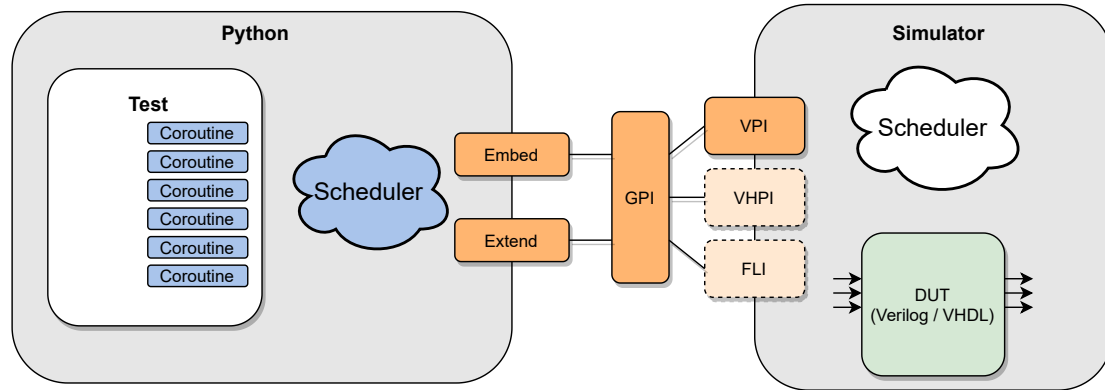 Python
Test
Coroutine
Coroutine
Coroutine
Coroutine
Coroutine
Coroutine
Scheduler
Embed
Extend
GPI
Simulator
VPI
VHPI
FLI
Scheduler
DUT
(Verilog / VHDL)